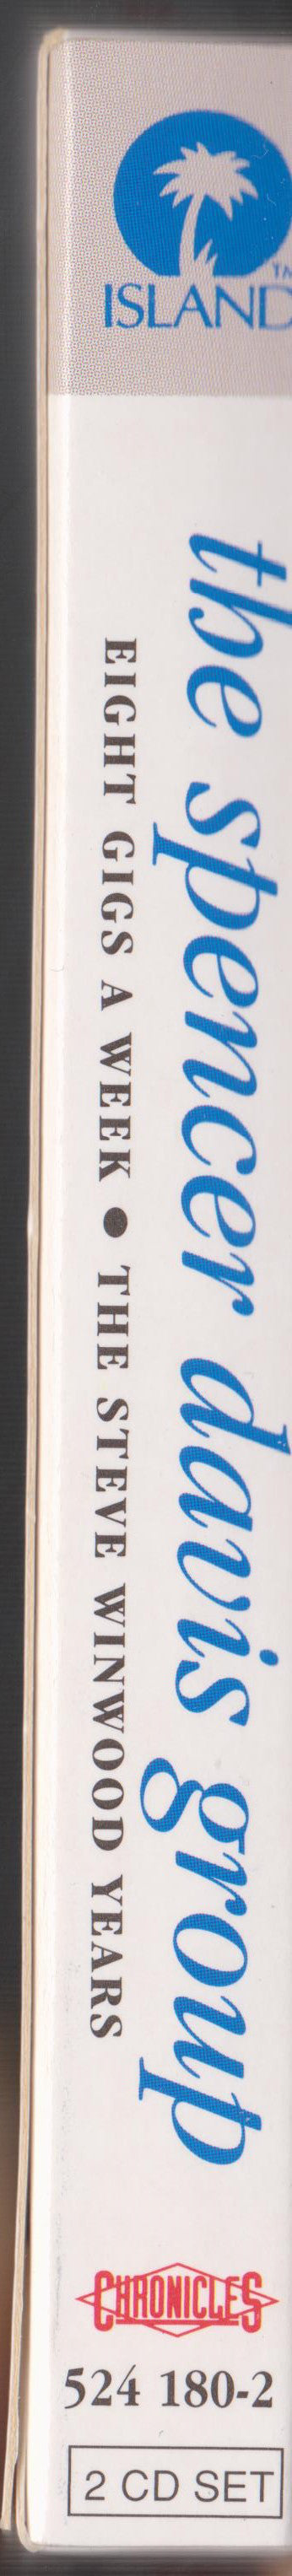 TM
ISLAND
the spencer davis group
EIGHT GIGS A WEEK ● THE STEVE WINWOOD YEARS
CHRONICLES
524 180-2
2 CD SET